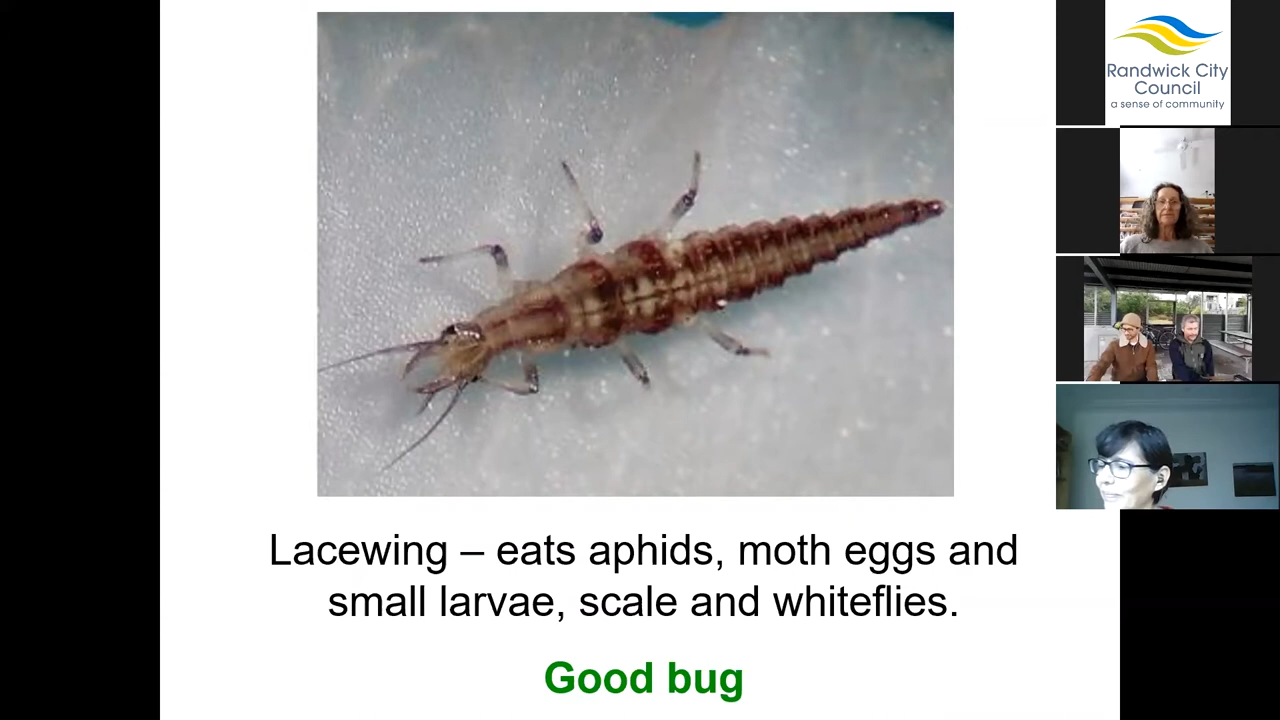 Lacewing – eats aphids, moth eggs and
small larvae, scale and whiteflies.
Good bug
Randwick City
Council
a sense of community